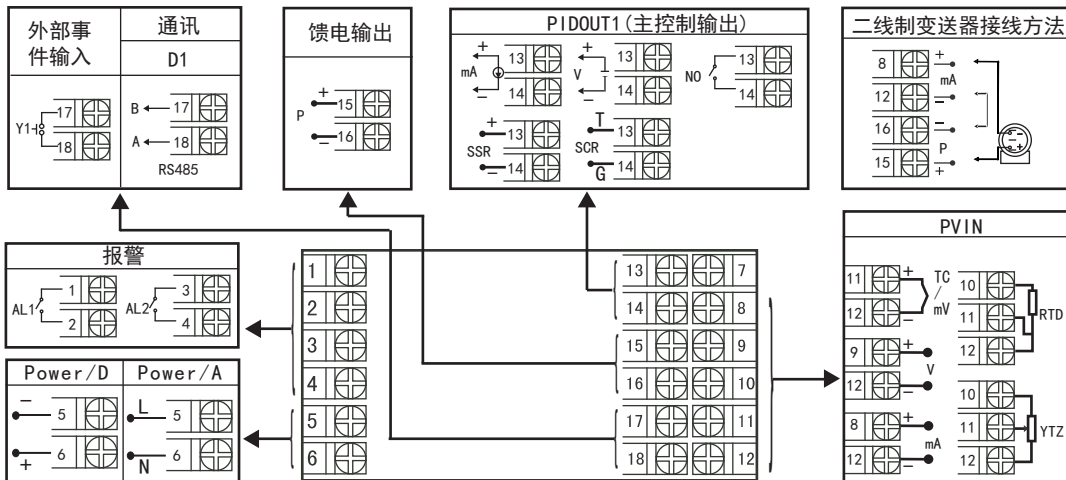 外部事
件输入
通讯
D1
Y1
17
18
B
17
A
18
RS485
馈电输出
P
+
15
−
16
PIDOUT1(主控制输出)
+
mA
−
13
14
+
V
−
13
14
NO
13
14
+
SSR
−
13
14
T
SCR
G
13
14
二线制变送器接线方法
8
+
mA
12
−
16
−
P
15
+
−
−
− +
报警
AL1
1
2
AL2
3
4
Power/D
Power/A
−
5
+
6
L
5
N
6
1
2
3
4
5
6
13
7
14
8
15
9
16
10
17
11
18
12
PVIN
11
+
TC
/
mV
12
−
10
11
12
RTD
9
+
V
12
−
8
+
mA
12
−
10
11
12
YTZ